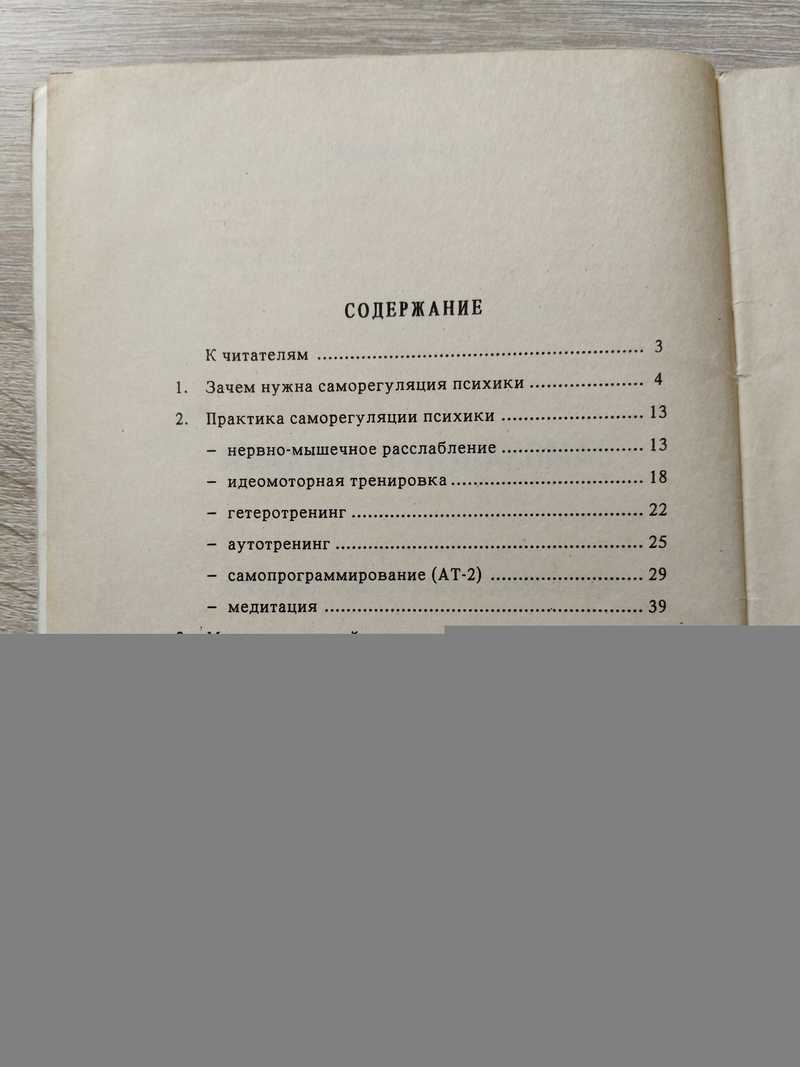 СОДЕРЖАНИЕ
К читателям ........................................................... 3
1. Зачем нужна саморегуляция психики ..................... 4
2. Практика саморегуляции психики .......................... 13
– нервно-мышечное расслабление .......................... 13
– идеомоторная тренировка ................................... 18
– гетеротренинг ..................................................... 22
– аутотренинг ........................................................ 25
– самопрограммирование (АТ-2) ............................ 29
– медитация .......................................................... 39